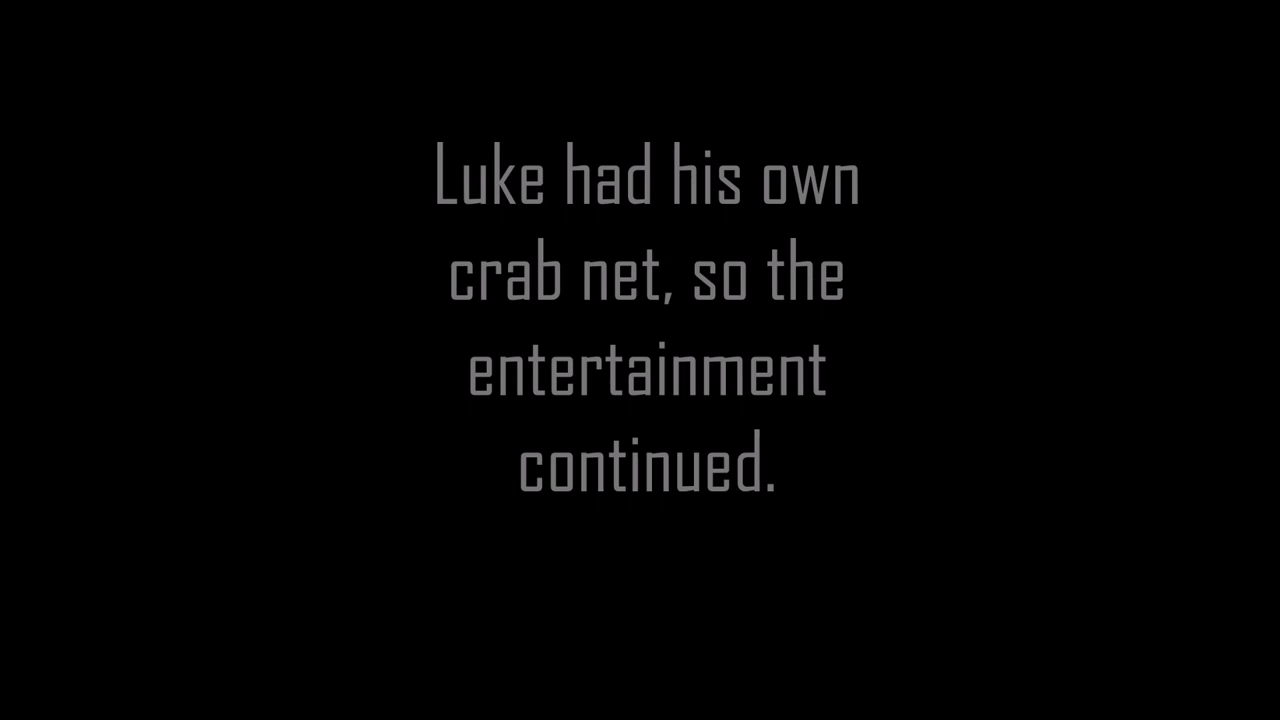 Luke had his own
crab net, so the
entertainment
continued.